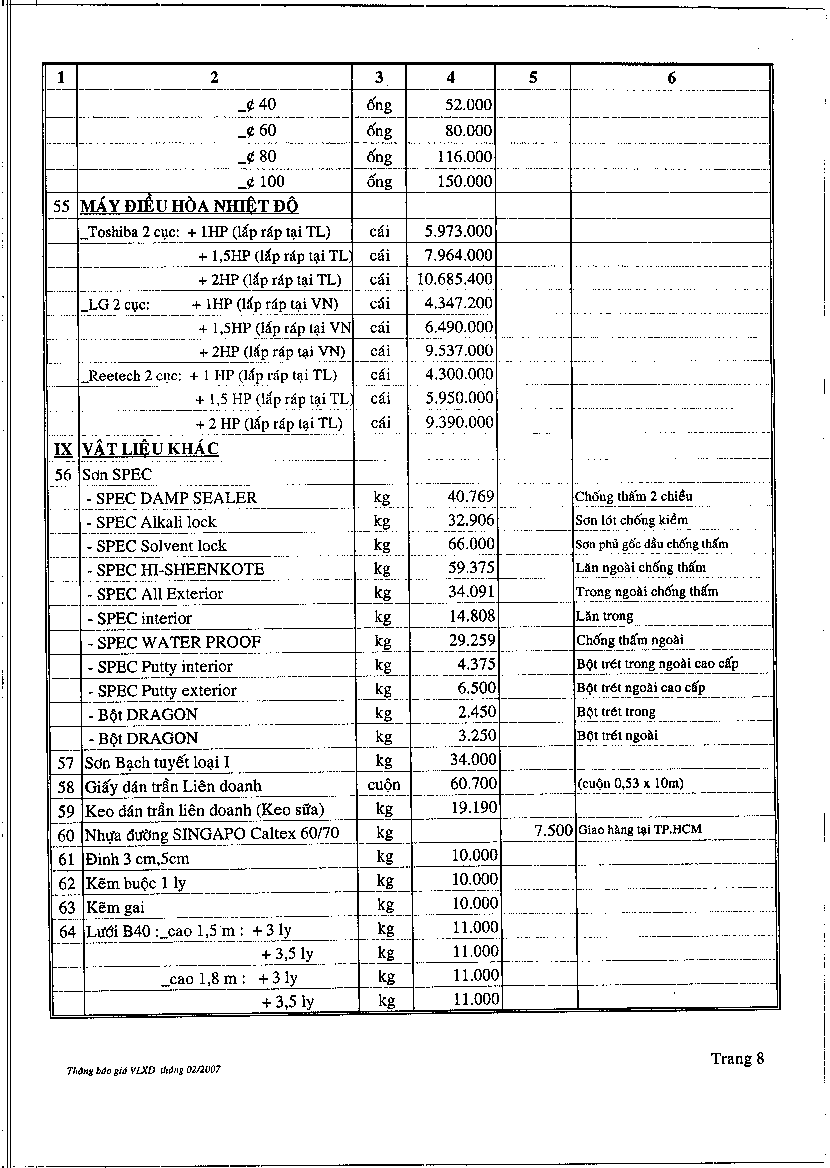 1 2 3 4 5 6
_¢ 40 ống 52.000
_¢ 60 ống 80.000
_¢ 80 ống 116.000
_¢ 100 ống 150.000
55 MÁY ĐIỀU HÒA NHIỆT ĐỘ
_Toshiba 2 cục: + 1HP (lắp ráp tại TL) cái 5.973.000
+ 1,5HP (lắp ráp tại TL) cái 7.964.000
+ 2HP (lắp ráp tại TL) cái 10.685.400
_LG 2 cục: + 1HP (lắp ráp tại VN) cái 4.347.200
+ 1,5HP (lắp ráp tại VN cái 6.490.000
+ 2HP (lắp ráp tại VN) cái 9.537.000
_Reetech 2 cục: + 1 HP (lắp ráp tại TL) cái 4.300.000
+ 1,5 HP (lắp ráp tại TL) cái 5.950.000
+ 2 HP (lắp ráp tại TL) cái 9.390.000
IX VẬT LIỆU KHÁC
56 Sơn SPEC
- SPEC DAMP SEALER kg 40.769 Chống thấm 2 chiều
- SPEC Alkali lock kg 32.906 Sơn lót chống kiềm
- SPEC Solvent lock kg 66.000 Sơn phủ gốc dầu chống thấm
- SPEC HI-SHEENKOTE kg 59.375 Lăn ngoài chống thấm
- SPEC All Exterior kg 34.091 Trong ngoài chống thấm
- SPEC interior kg 14.808 Lăn trong
- SPEC WATER PROOF kg 29.259 Chống thấm ngoài
- SPEC Putty interior kg 4.375 Bột trét trong ngoài cao cấp
- SPEC Putty exterior kg 6.500 Bột trét ngoài cao cấp
- Bột DRAGON kg 2.450 Bột trét trong
- Bột DRAGON kg 3.250 Bột trét ngoài
57 Sơn Bạch tuyết loại I kg 34.000
58 Giấy dán trần Liên doanh cuộn 60.700 (cuộn 0,53 x 10m)
59 Keo dán trần liên doanh (Keo sữa) kg 19.190
60 Nhựa đường SINGAPO Caltex 60/70 kg 7.500 Giao hàng tại TP.HCM
61 Đinh 3 cm,5cm kg 10.000
62 Kẽm buộc 1 ly kg 10.000
63 Kẽm gai kg 10.000
64 Lưới B40 :_cao 1,5 m : + 3 ly kg 11.000
+ 3,5 ly kg 11.000
_cao 1,8 m : + 3 ly kg 11.000
+ 3,5 ly kg 11.000
Trang 8
Thông báo giá VLXD tháng 02/2007